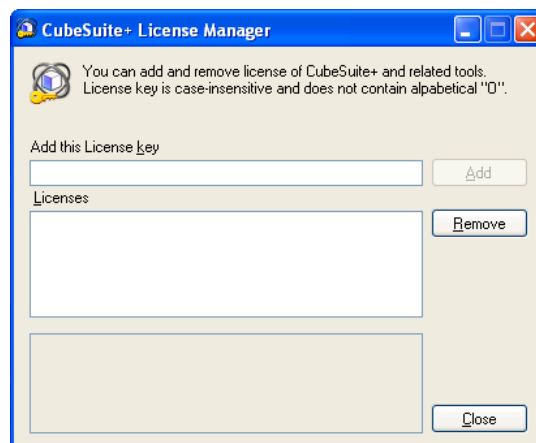 CubeSuite+ License Manager
You can add and remove license of CubeSuite+ and related tools.
License key is case-insensitive and does not contain alpabetical "O".
Add this License key
Add
Licenses
Remove
Close